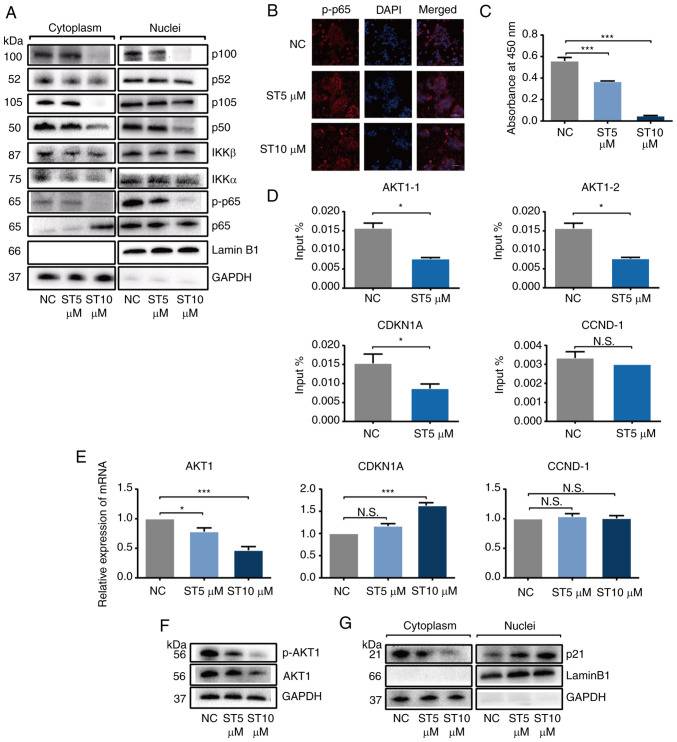 A
Cytoplasm Nuclei
kDa
100 p100
52 p52
105 p105
50 p50
87 IKKβ
75 IKKα
65 p-p65
65 p65
66 Lamin B1
37 GAPDH
NC ST5 μM ST10 μM NC ST5 μM ST10 μM
B
p-p65 DAPI Merged
NC
ST5 μM
ST10 μM
C
Absorbance at 450 nm
0.8
0.6
0.4
0.2
0.0
***
***
NC ST5 μM ST10 μM
D
AKT1-1
Input %
0.020
0.015
0.010
0.005
0.000
*
NC ST5 μM
AKT1-2
Input %
0.020
0.015
0.010
0.005
0.000
*
NC ST5 μM
CDKN1A
Input %
0.020
0.015
0.010
0.005
0.000
*
NC ST5 μM
CCND-1
Input %
0.004
0.003
0.002
0.001
0.000
N.S.
NC ST5 μM
E
Relative expression of mRNA
AKT1
1.5
1.0
0.5
0.0
***
*
NC ST5 μM ST10 μM
CDKN1A
2.0
1.5
1.0
0.5
0.0
***
N.S.
NC ST5 μM ST10 μM
CCND-1
1.5
1.0
0.5
0.0
N.S.
N.S.
NC ST5 μM ST10 μM
F
kDa
56 p-AKT1
56 AKT1
37 GAPDH
NC ST5 μM ST10 μM
G
Cytoplasm Nuclei
kDa
21 p21
66 LaminB1
37 GAPDH
NC ST5 μM ST10 μM NC ST5 μM ST10 μM